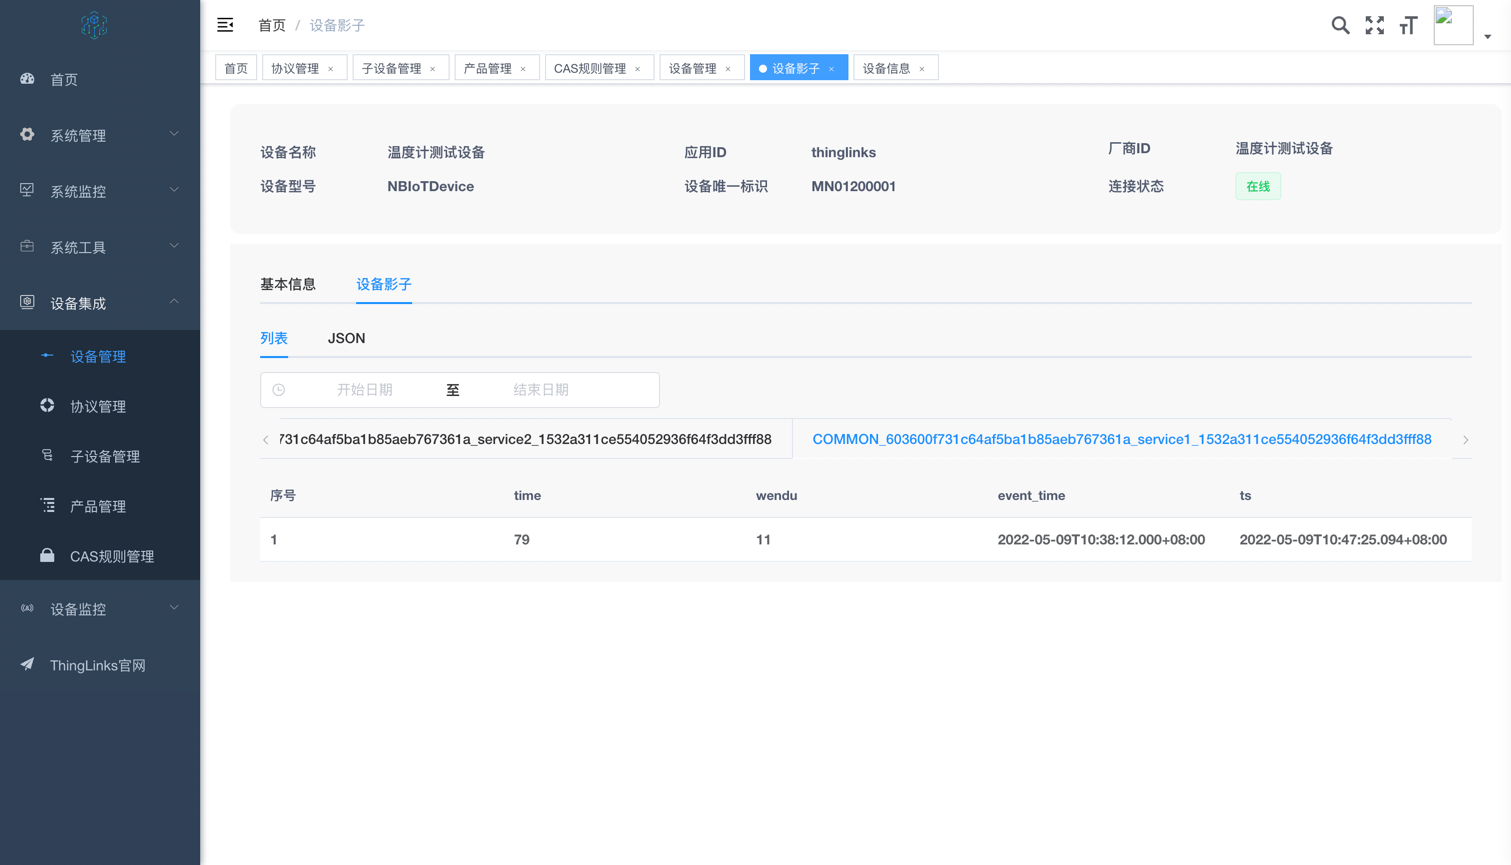 首页 / 设备影子
首页
协议管理 ×
子设备管理 ×
产品管理 ×
CAS规则管理 ×
设备管理 ×
设备影子 ×
设备信息 ×
首页
系统管理
系统监控
系统工具
设备集成
设备管理
协议管理
子设备管理
产品管理
CAS规则管理
设备监控
ThingLinks官网
设备名称 温度计测试设备 应用ID thinglinks 厂商ID 温度计测试设备
设备型号 NBIoTDevice 设备唯一标识 MN01200001 连接状态 在线
基本信息 设备影子
列表 JSON
开始日期 至 结束日期
731c64af5ba1b85aeb767361a_service2_1532a311ce554052936f64f3dd3fff88 COMMON_603600f731c64af5ba1b85aeb767361a_service1_1532a311ce554052936f64f3dd3fff88
序号 time wendu event_time ts
1 79 11 2022-05-09T10:38:12.000+08:00 2022-05-09T10:47:25.094+08:00